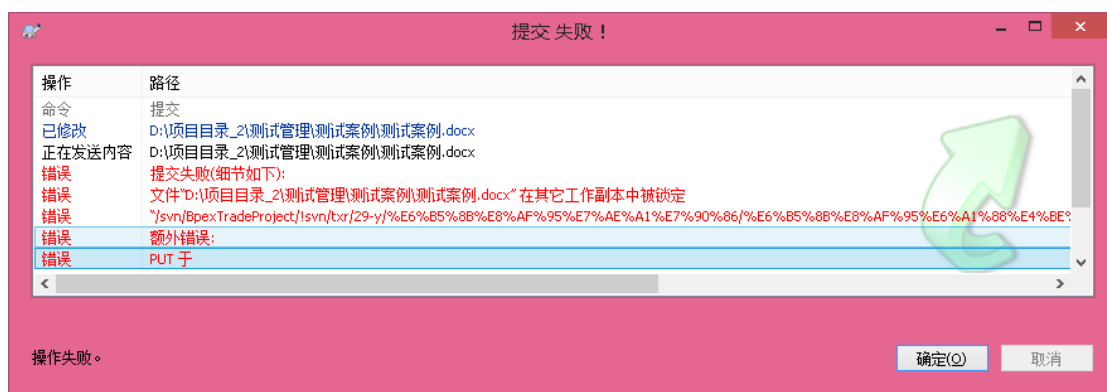 提交 失败！
操作 路径
命令 提交
已修改 D:\项目目录_2\测试管理\测试案例\测试案例.docx
正在发送内容 D:\项目目录_2\测试管理\测试案例\测试案例.docx
错误 提交失败(细节如下):
错误 文件“D:\项目目录_2\测试管理\测试案例\测试案例.docx” 在其它工作副本中被锁定
错误 “/svn/BpexTradeProject/!svn/txr/29-y/%E6%B5%8B%E8%AF%95%E7%AE%A1%E7%90%86/%E6%B5%8B%E8%AF%95%E6%A1%88%E4%BE%
错误 额外错误:
错误 PUT 于
操作失败。
确定(O) 取消